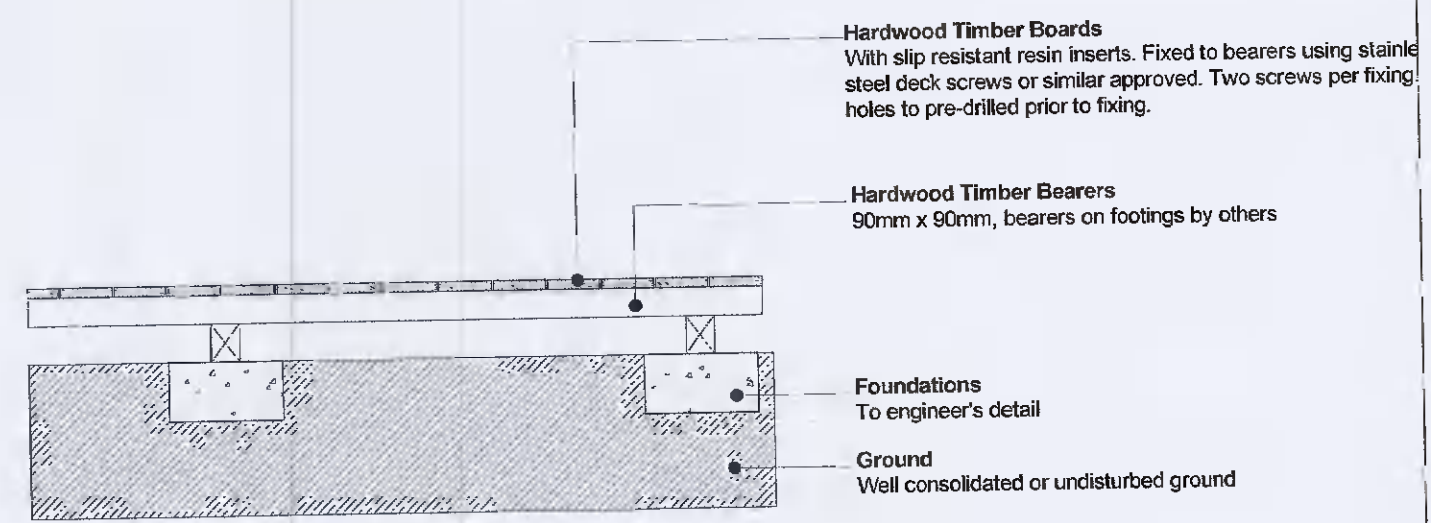 Hardwood Timber Boards
With slip resistant resin inserts. Fixed to bearers using stainle
steel deck screws or similar approved. Two screws per fixing
holes to pre-drilled prior to fixing.
Hardwood Timber Bearers
90mm x 90mm, bearers on footings by others
Foundations
To engineer's detail
Ground
Well consolidated or undisturbed ground